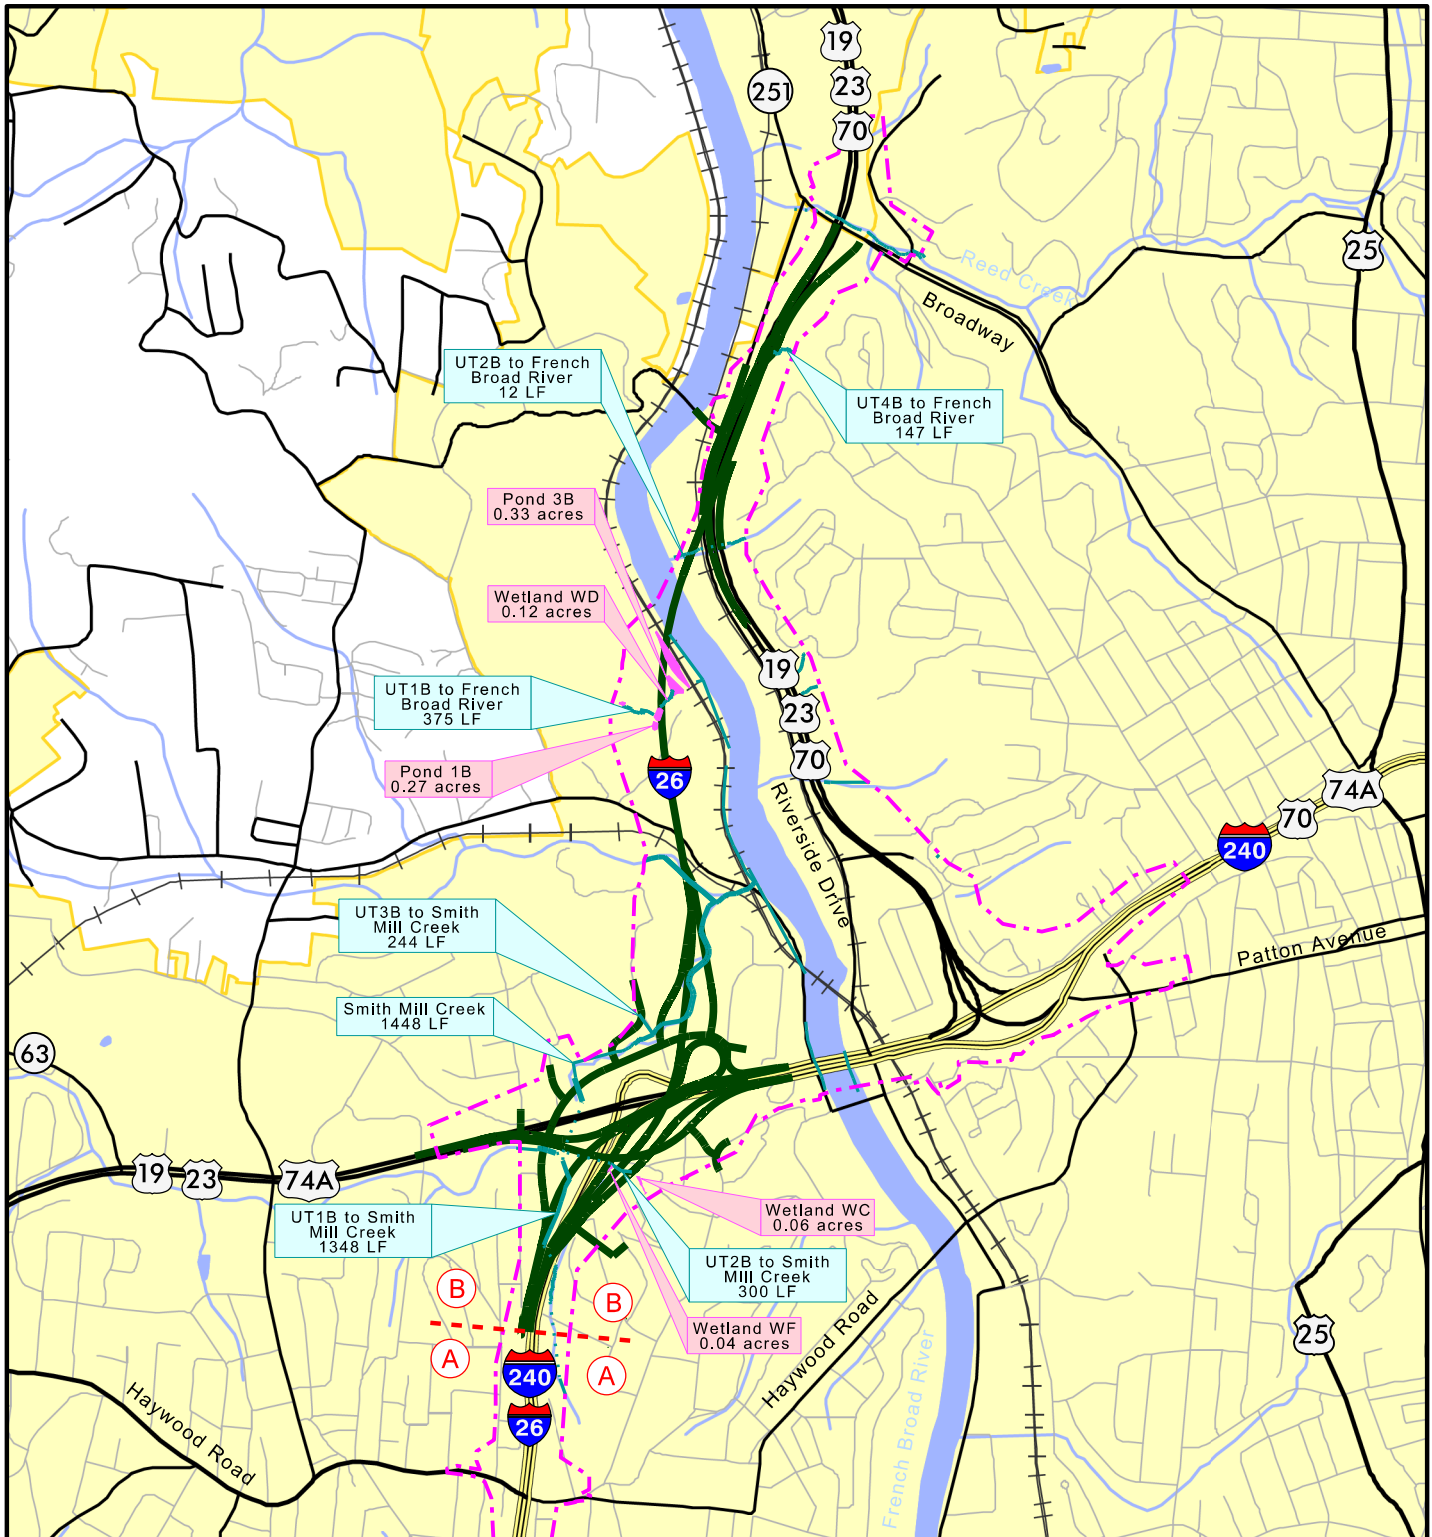 19
251
23
70
Reed Creek
25
Broadway
UT2B to French
Broad River
12 LF
UT4B to French
Broad River
147 LF
Pond 3B
0.33 acres
Wetland WD
0.12 acres
19
UT1B to French
Broad River
375 LF
23
70
Pond 1B
0.27 acres
26
74A
70
240
Riverside Drive
UT3B to Smith
Mill Creek
244 LF
Patton Avenue
Smith Mill Creek
1448 LF
63
19
23
74A
UT1B to Smith
Mill Creek
1348 LF
Wetland WC
0.06 acres
UT2B to Smith
Mill Creek
300 LF
B
B
Wetland WF
0.04 acres
A
A
25
240
26
Haywood Road
Haywood Road
French Broad River